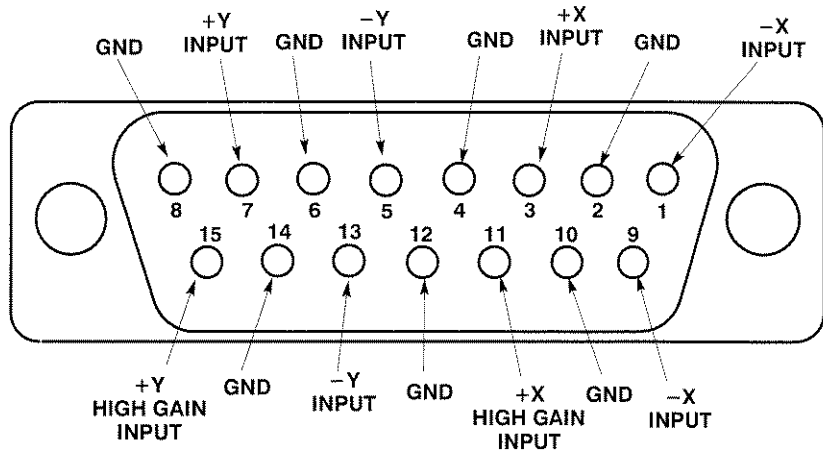 GND
+Y
INPUT
GND
−Y
INPUT
GND
+X
INPUT
GND
−X
INPUT
8 7 6 5 4 3 2 1
15 14 13 12 11 10 9
+Y
HIGH GAIN
INPUT
GND
−Y
INPUT
GND
+X
HIGH GAIN
INPUT
GND
−X
INPUT